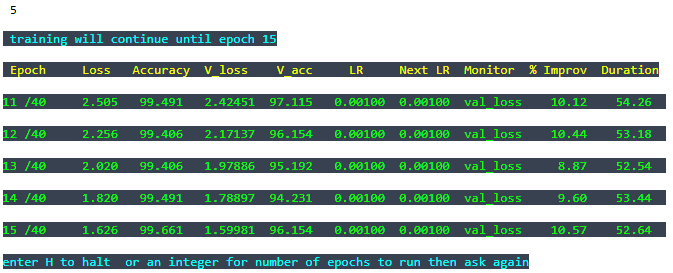 5
training will continue until epoch 15
Epoch Loss Accuracy V_loss V_acc LR Next LR Monitor % Improv Duration
11 /40 2.505 99.491 2.42451 97.115 0.00100 0.00100 val_loss 10.12 54.26
12 /40 2.256 99.406 2.17137 96.154 0.00100 0.00100 val_loss 10.44 53.18
13 /40 2.020 99.406 1.97886 95.192 0.00100 0.00100 val_loss 8.87 52.54
14 /40 1.820 99.491 1.78897 94.231 0.00100 0.00100 val_loss 9.60 53.44
15 /40 1.626 99.661 1.59981 96.154 0.00100 0.00100 val_loss 10.57 52.64
enter H to halt or an integer for number of epochs to run then ask again